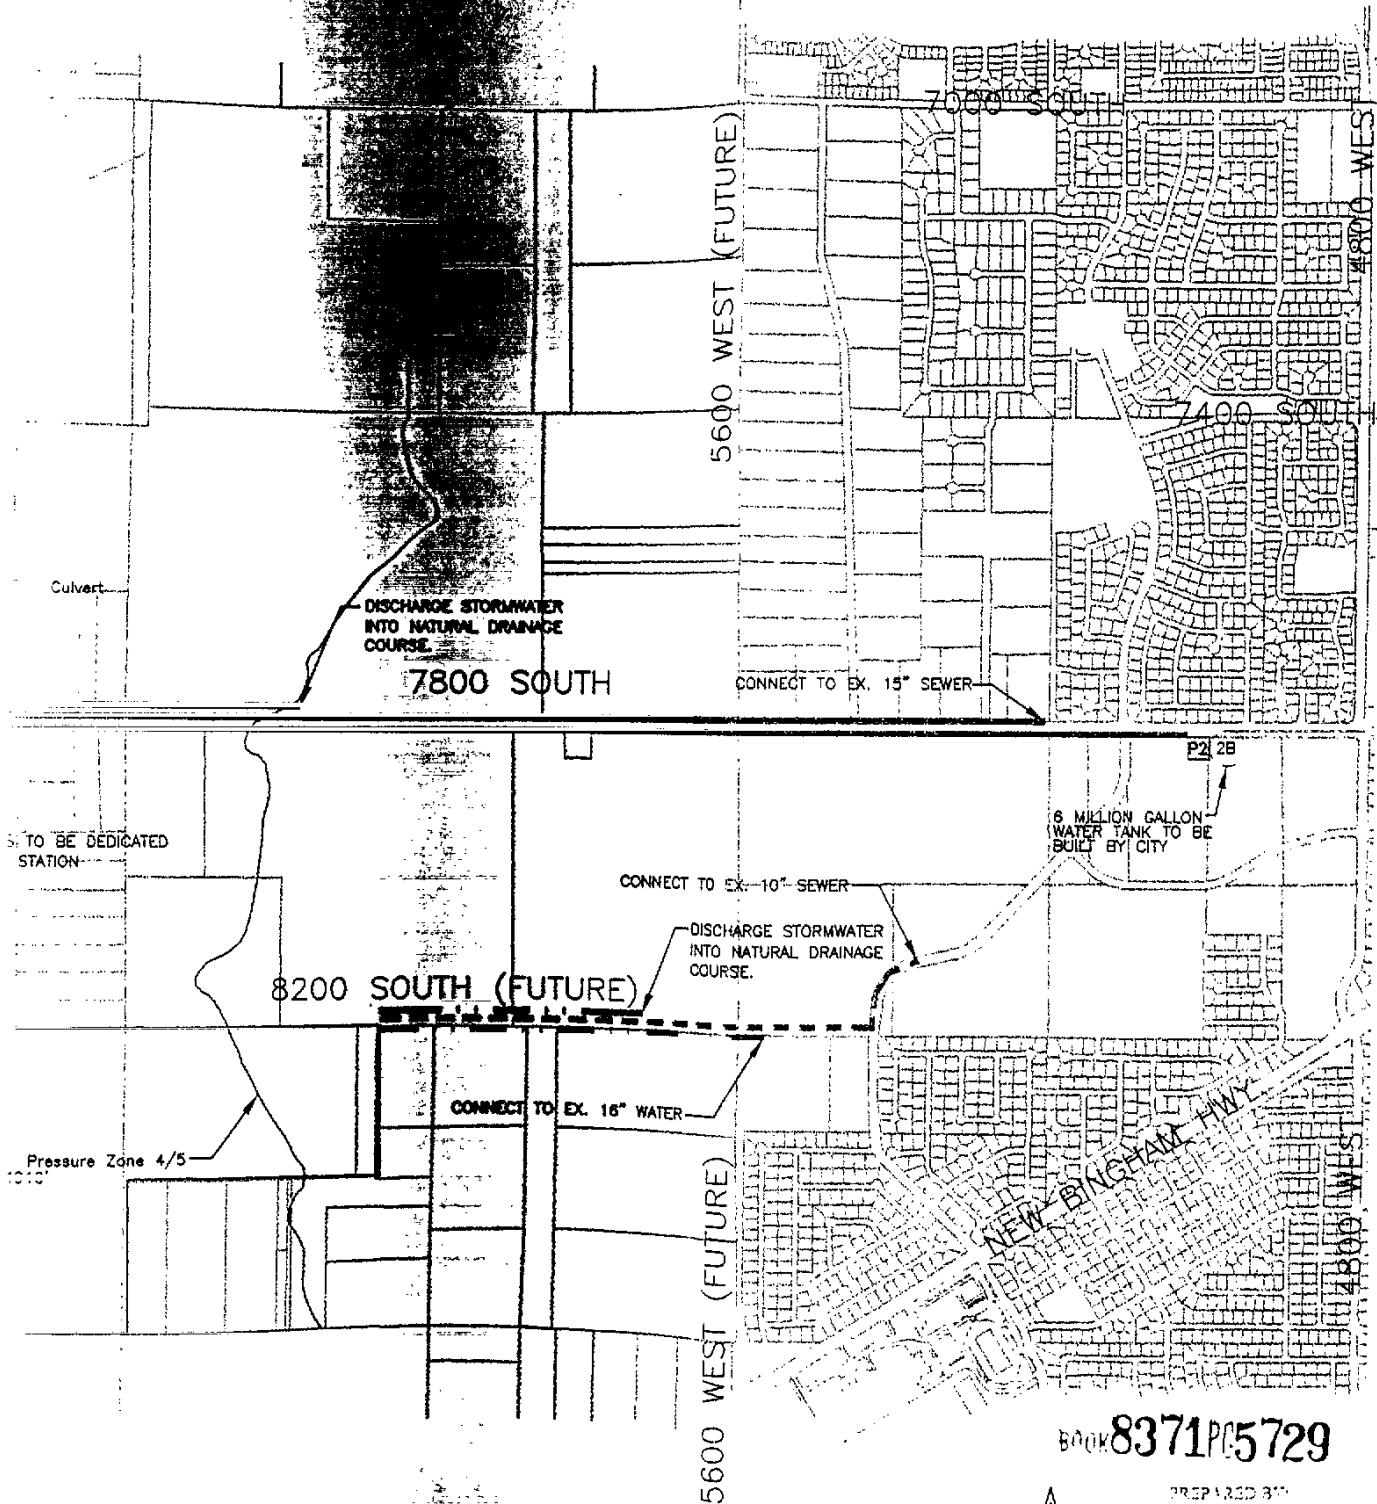 7000 SOUTH
4800 WEST
5600 WEST (FUTURE)
7400 SOUTH
Culvert
DISCHARGE STORMWATER
INTO NATURAL DRAINAGE
COURSE.
7800 SOUTH
CONNECT TO EX. 15" SEWER
P2 2B
6 MILLION GALLON
WATER TANK TO BE
BUILT BY CITY
TO BE DEDICATED
STATION
CONNECT TO EX. 10" SEWER
DISCHARGE STORMWATER
INTO NATURAL DRAINAGE
COURSE.
8200 SOUTH (FUTURE)
CONNECT TO EX. 16" WATER
Pressure Zone 4/5
NEW BINGHAM HWY
4800 WEST
5600 WEST (FUTURE)
BOOK 8371 PG 5729
PREPARED BY: